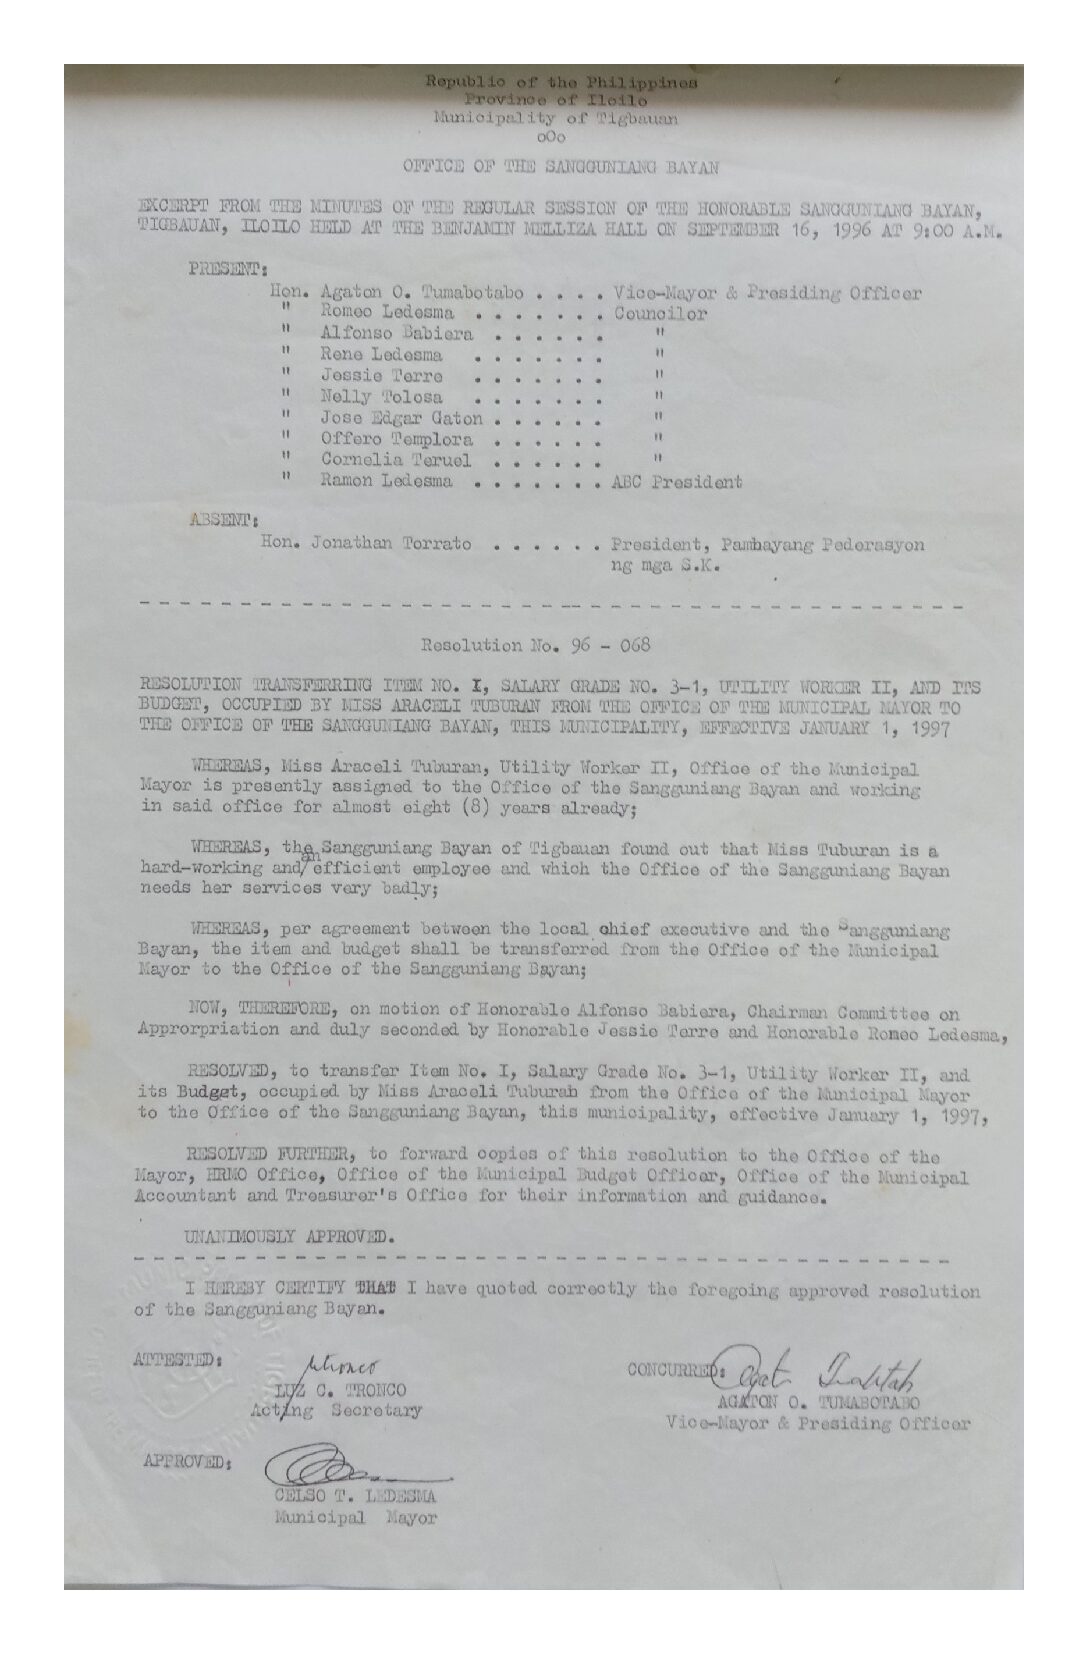 Republic of the Philippines
Province of Iloilo
Municipality of Tigbauan
oOo
OFFICE OF THE SANGGUNIANG BAYAN
EXCERPT FROM THE MINUTES OF THE REGULAR SESSION OF THE HONORABLE SANGGUNIANG BAYAN,
TIGBAUAN, ILOILO HELD AT THE BENJAMIN MELLIZA HALL ON SEPTEMBER 16, 1996 AT 9:00 A.M.
PRESENT:
Hon. Agaton O. Tumabotabo . . . . Vice-Mayor & Presiding Officer
" Romeo Ledesma . . . . . . . Councilor
" Alfonso Babiera . . . . . . "
" Rene Ledesma . . . . . . . "
" Jessie Terre . . . . . . . "
" Nelly Tolosa . . . . . . . "
" Jose Edgar Gaton . . . . . . "
" Offero Templora . . . . . . "
" Cornelia Teruel . . . . . . "
" Ramon Ledesma . . . . . . . ABC President
ABSENT:
Hon. Jonathan Torrato . . . . . . President, Pambayang Pederasyon
ng mga S.K.
- - - - - - - - - - - - - - - - - - - - - - - - - - - - - - - - - - - - - - - - -
Resolution No. 96 - 068
RESOLUTION TRANSFERRING ITEM NO. I, SALARY GRADE NO. 3-1, UTILITY WORKER II, AND ITS
BUDGET, OCCUPIED BY MISS ARACELI TUBURAN FROM THE OFFICE OF THE MUNICIPAL MAYOR TO
THE OFFICE OF THE SANGGUNIANG BAYAN, THIS MUNICIPALITY, EFFECTIVE JANUARY 1, 1997
WHEREAS, Miss Araceli Tuburan, Utility Worker II, Office of the Municipal
Mayor is presently assigned to the Office of the Sangguniang Bayan and working
in said office for almost eight (8) years already;
WHEREAS, the Sangguniang Bayan of Tigbauan found out that Miss Tuburan is a
hard-working and/an efficient employee and which the Office of the Sangguniang Bayan
needs her services very badly;
WHEREAS, per agreement between the local chief executive and the Sangguniang
Bayan, the item and budget shall be transferred from the Office of the Municipal
Mayor to the Office of the Sangguniang Bayan;
NOW, THEREFORE, on motion of Honorable Alfonso Babiera, Chairman Committee on
Approrpriation and duly seconded by Honorable Jessie Terre and Honorable Romeo Ledesma,
RESOLVED, to transfer Item No. I, Salary Grade No. 3-1, Utility Worker II, and
its Budget, occupied by Miss Araceli Tuburan from the Office of the Municipal Mayor
to the Office of the Sangguniang Bayan, this municipality, effective January 1, 1997,
RESOLVED FURTHER, to forward copies of this resolution to the Office of the
Mayor, HRMO Office, Office of the Municipal Budget Officer, Office of the Municipal
Accountant and Treasurer's Office for their information and guidance.
UNANIMOUSLY APPROVED.
- - - - - - - - - - - - - - - - - - - - - - - - - - - - - - - - - - - - - - - - -
I HEREBY CERTIFY THAT I have quoted correctly the foregoing approved resolution
of the Sangguniang Bayan.
ATTESTED:
LUZ C. TRONCO
Acting Secretary
CONCURRED:
AGATON O. TUMABOTABO
Vice-Mayor & Presiding Officer
APPROVED:
CELSO T. LEDESMA
Municipal Mayor